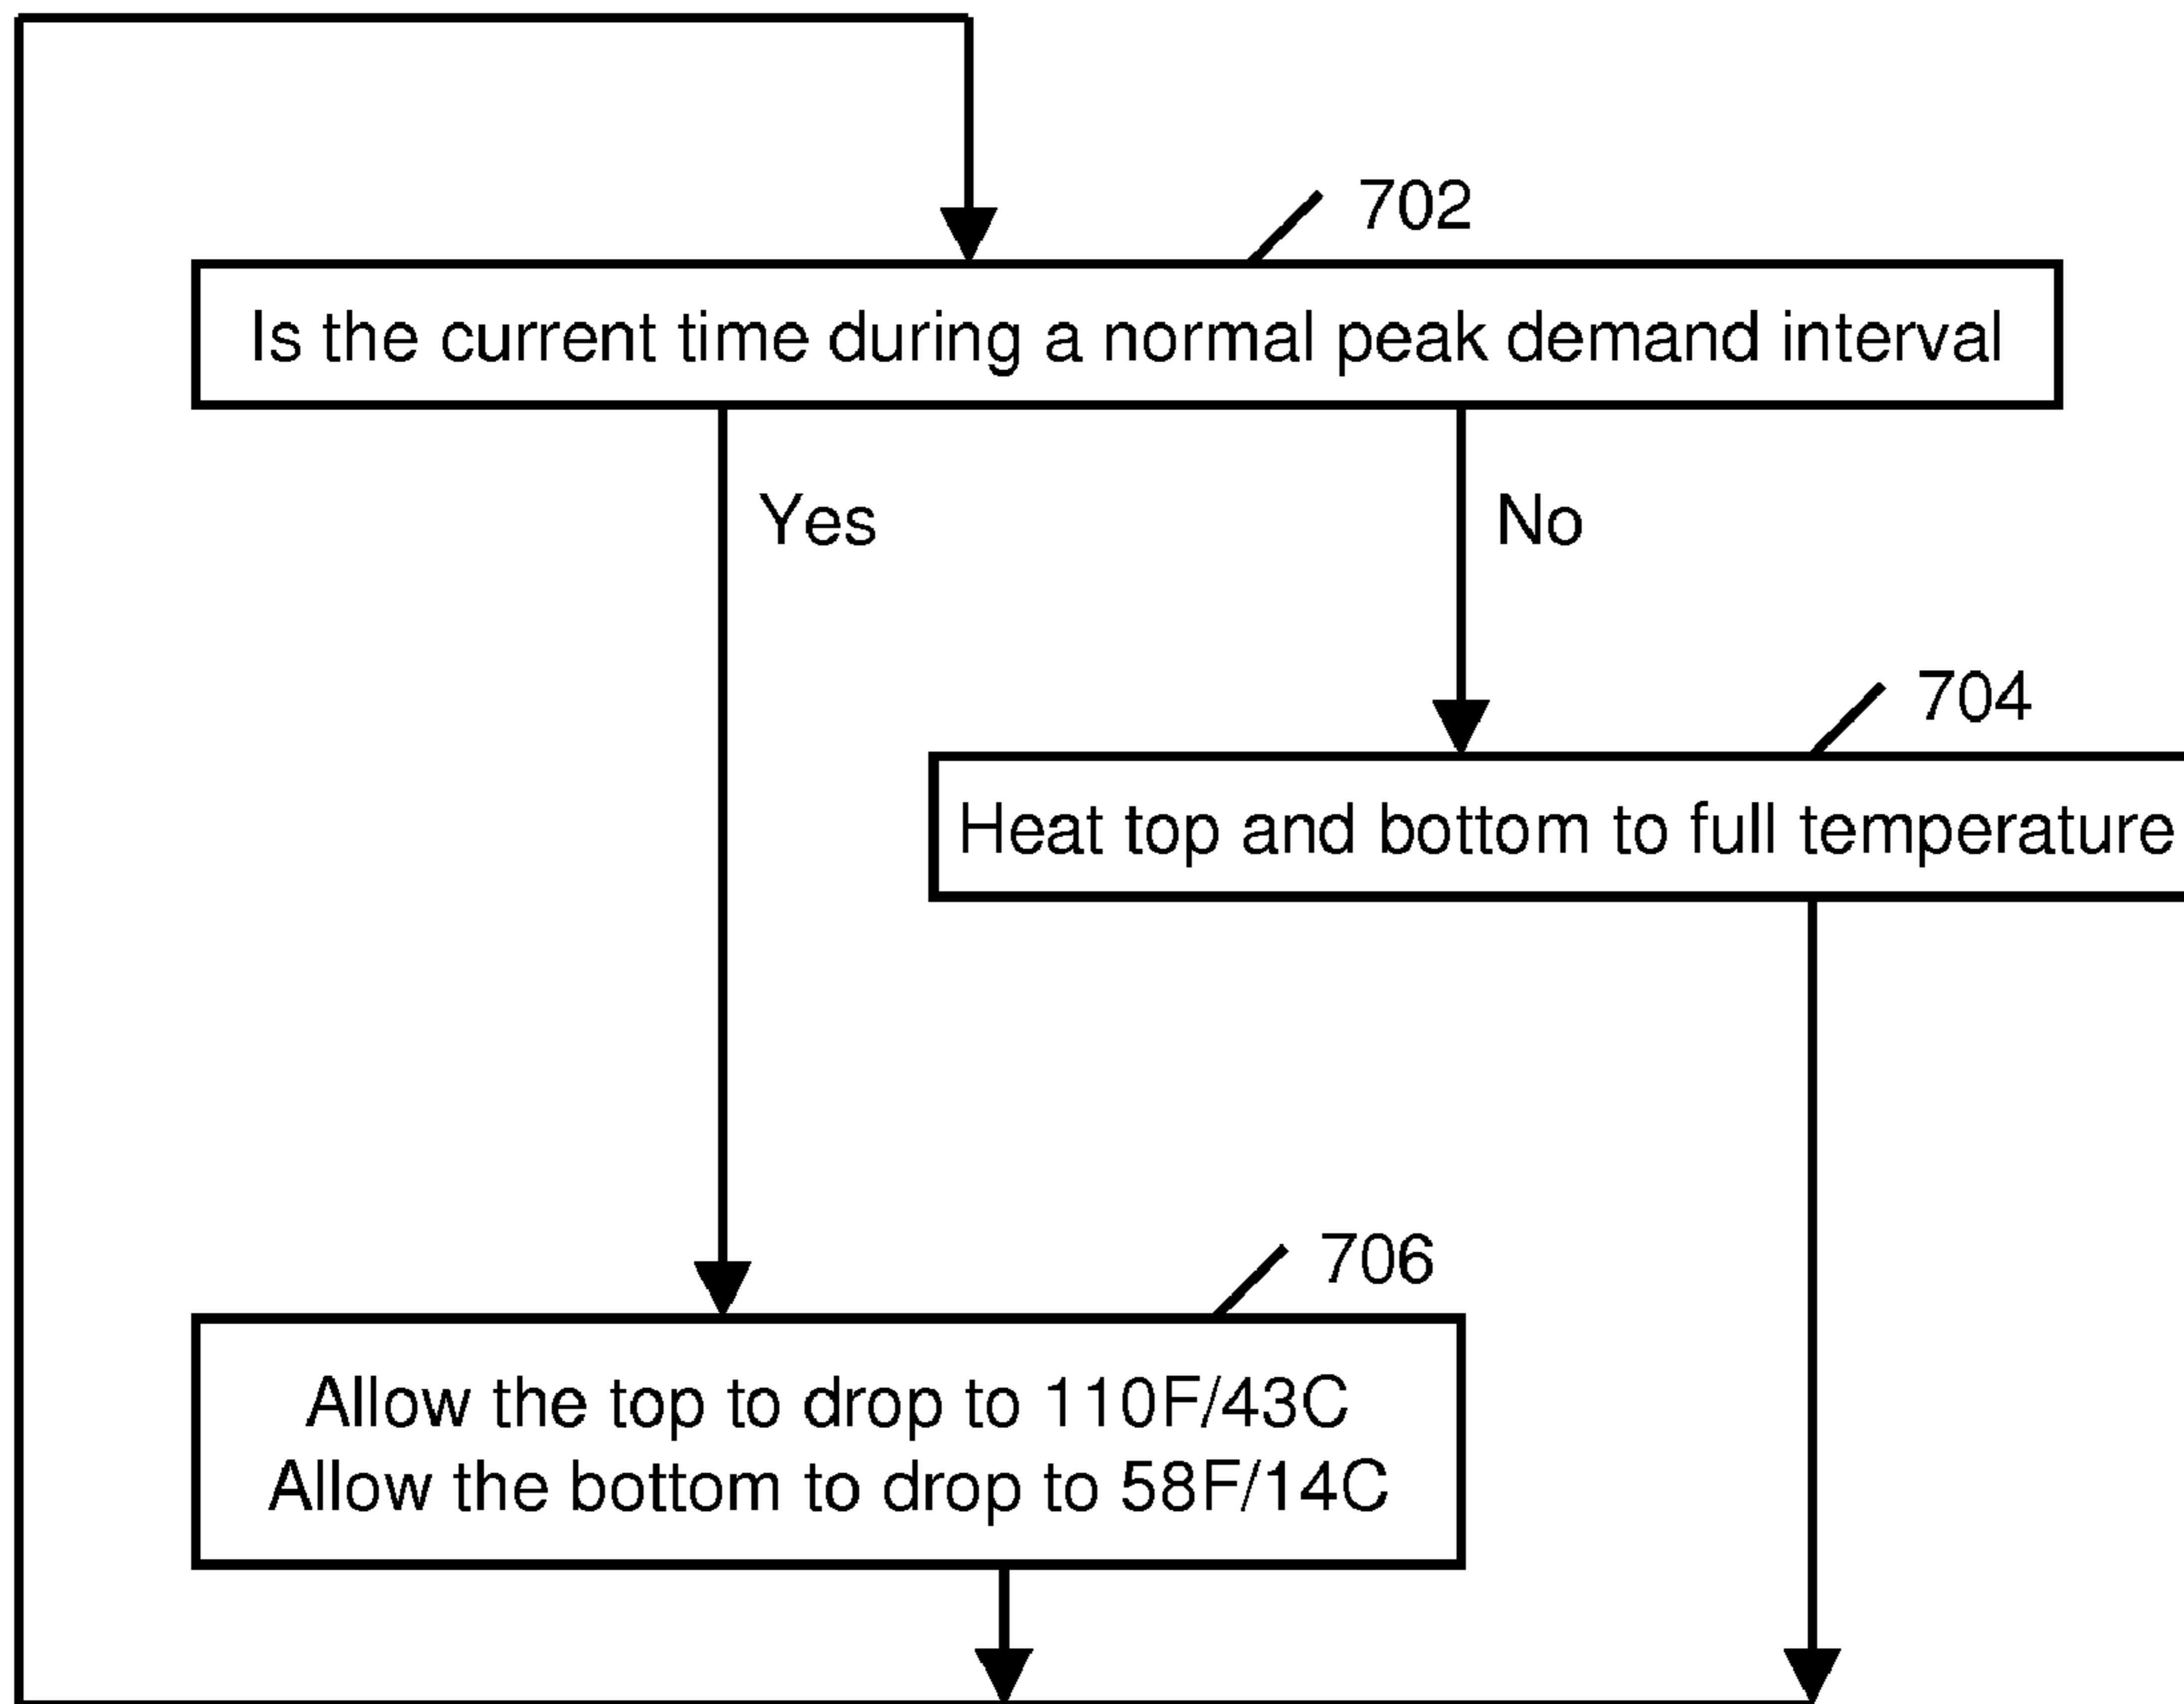 702
Is the current time during a normal peak demand interval
Yes
No
704
Heat top and bottom to full temperature
706
Allow the top to drop to 110F/43C
Allow the bottom to drop to 58F/14C